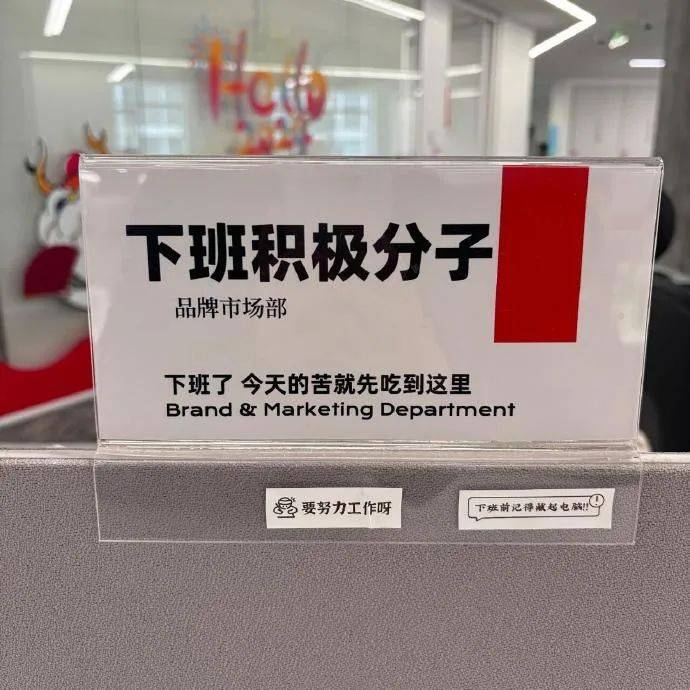 Hello
下班积极分子
品牌市场部
下班了 今天的苦就先吃到这里
Brand & Marketing Department
要努力工作呀
下班前记得藏起电脑!!